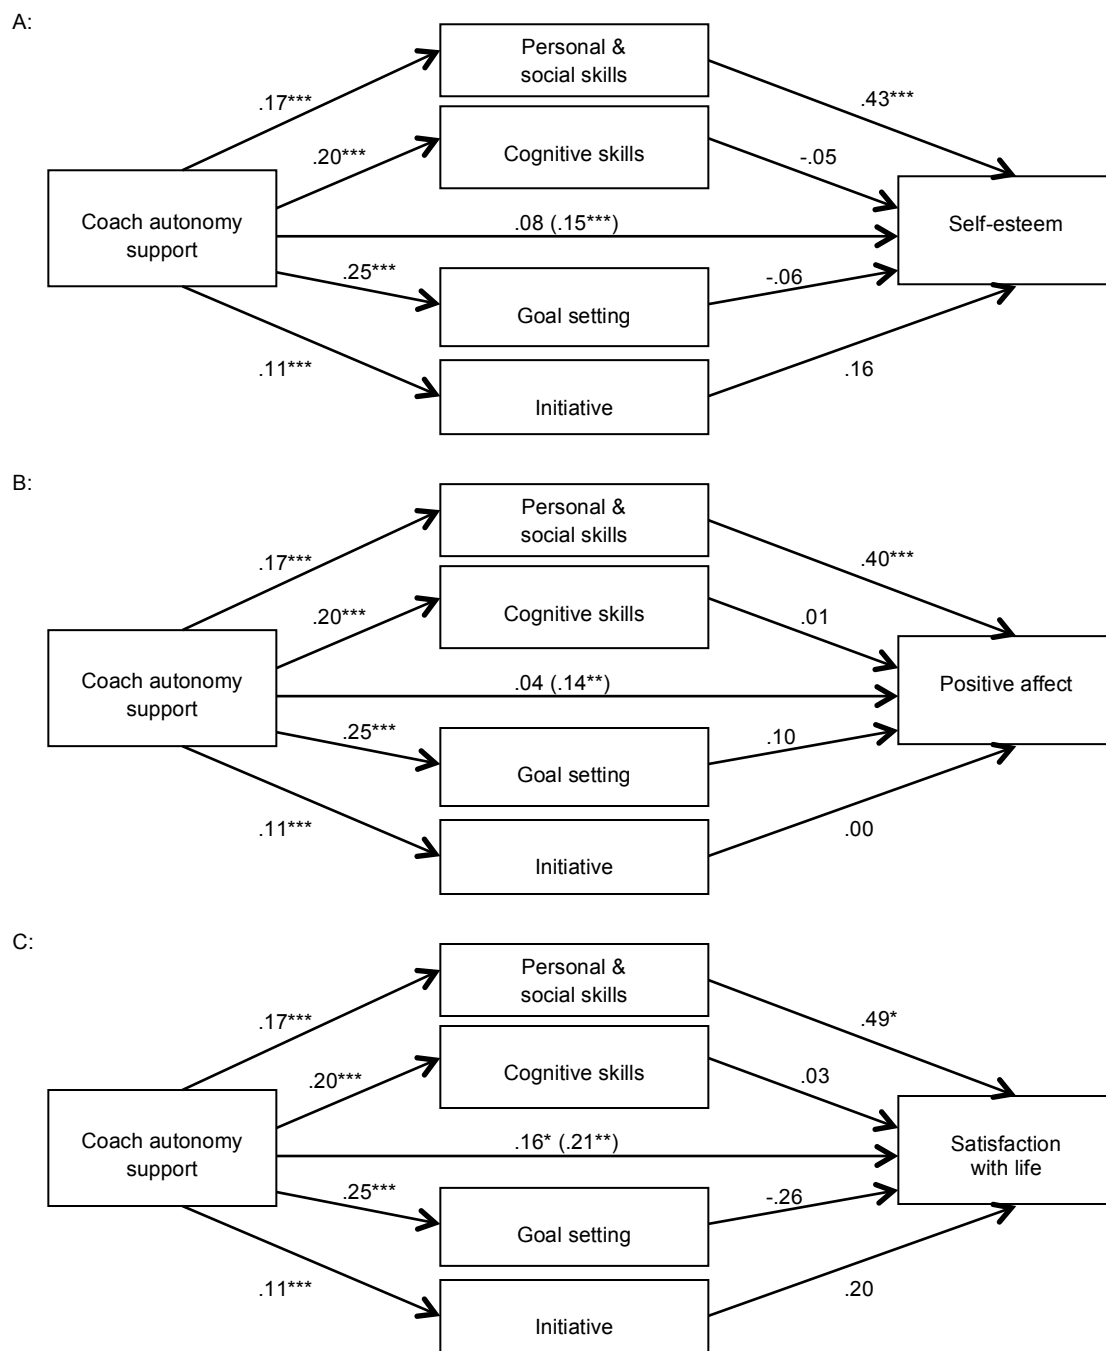 A:
Personal &
social skills
.17***
.43***
.20***
Cognitive skills
-.05
Coach autonomy
support
.08 (.15***)
Self-esteem
.25***
Goal setting
-.06
.11***
Initiative
.16
B:
Personal &
social skills
.17***
.40***
.20***
Cognitive skills
.01
Coach autonomy
support
.04 (.14**)
Positive affect
.25***
Goal setting
.10
.11***
Initiative
.00
C:
Personal &
social skills
.17***
.49*
.20***
Cognitive skills
.03
Coach autonomy
support
.16* (.21**)
Satisfaction
with life
.25***
Goal setting
-.26
.11***
Initiative
.20